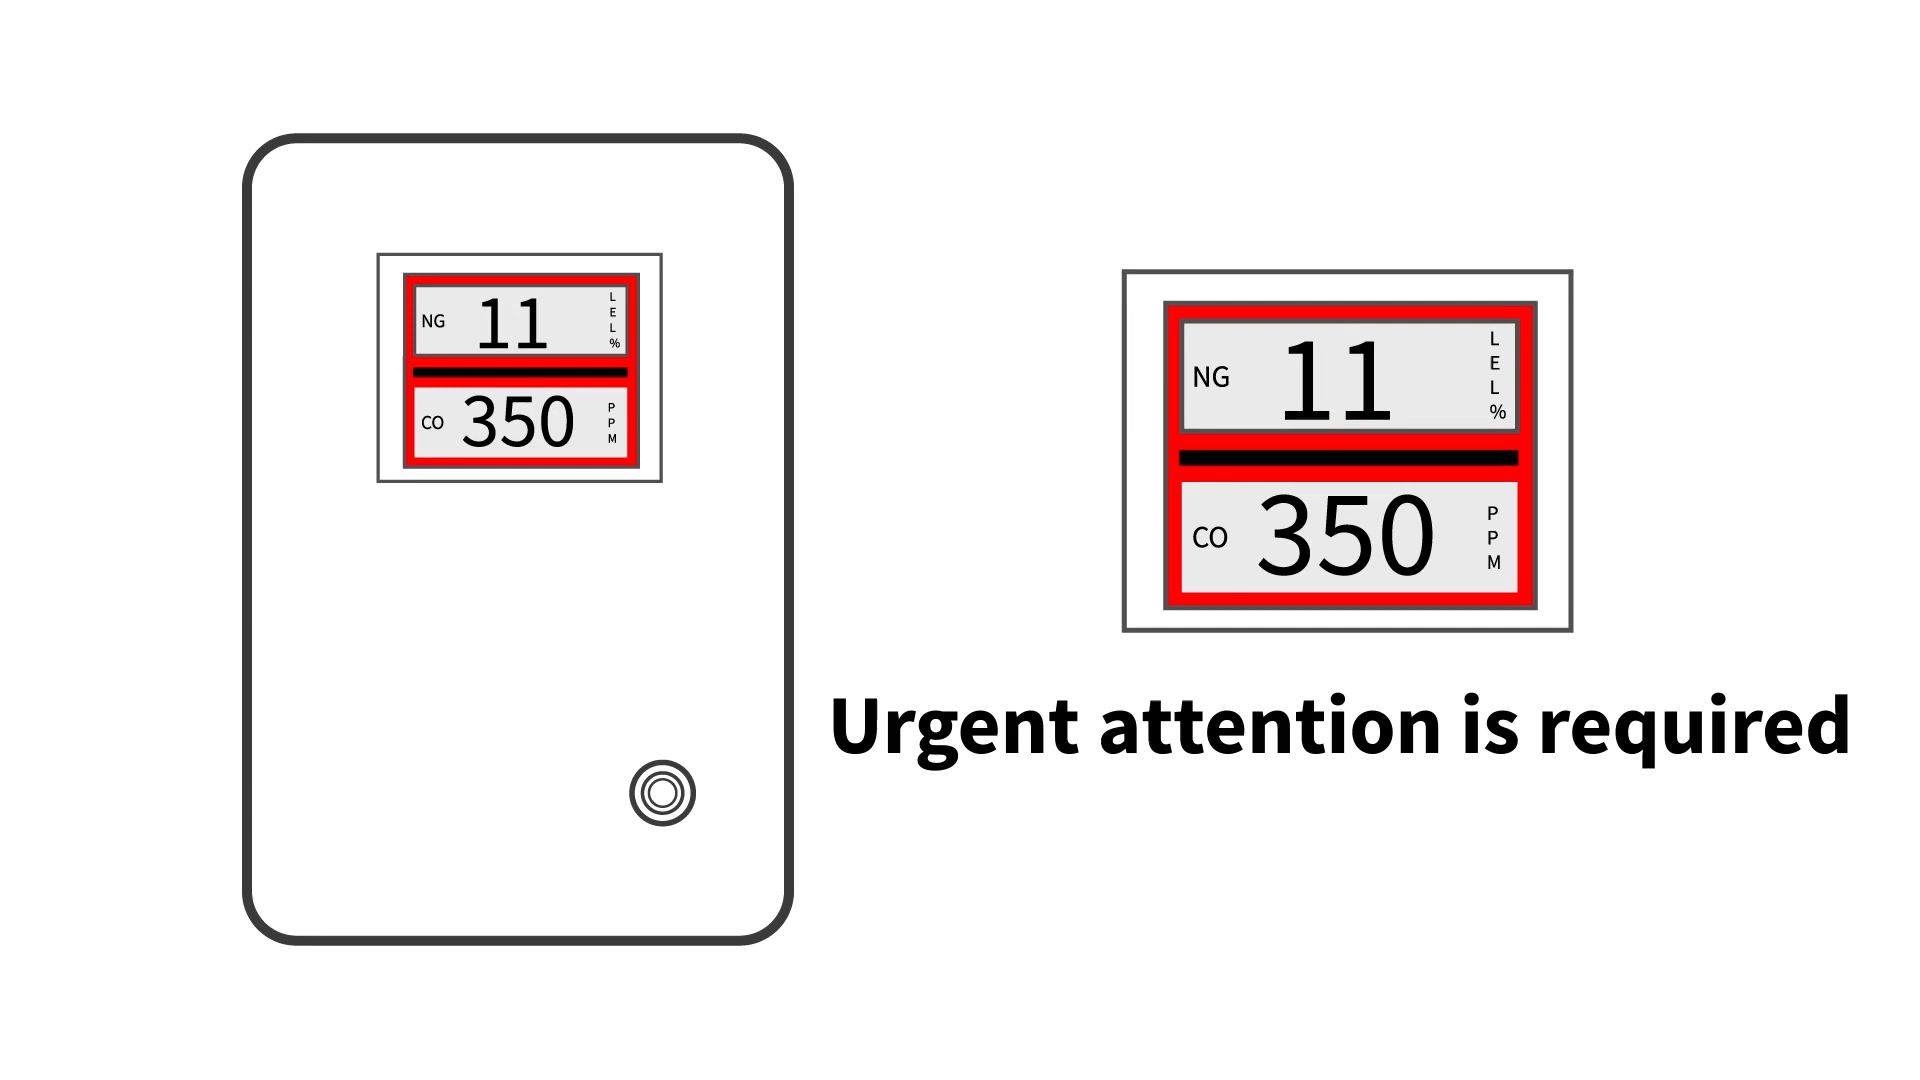 NG 11 LEL%
CO 350 PPM
NG 11 LEL%
CO 350 PPM
Urgent attention is required